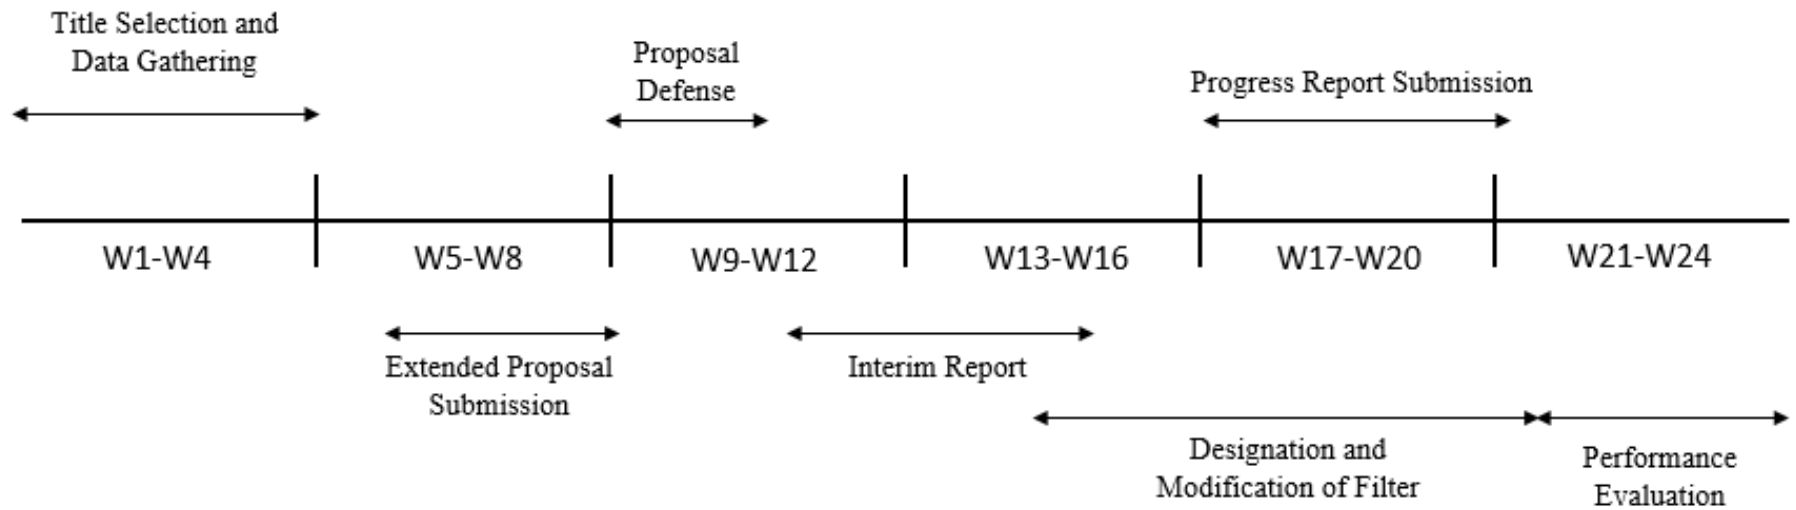 Title Selection and
Data Gathering
Proposal
Defense
Progress Report Submission
W1-W4
W5-W8
W9-W12
W13-W16
W17-W20
W21-W24
Extended Proposal
Submission
Interim Report
Designation and
Modification of Filter
Performance
Evaluation